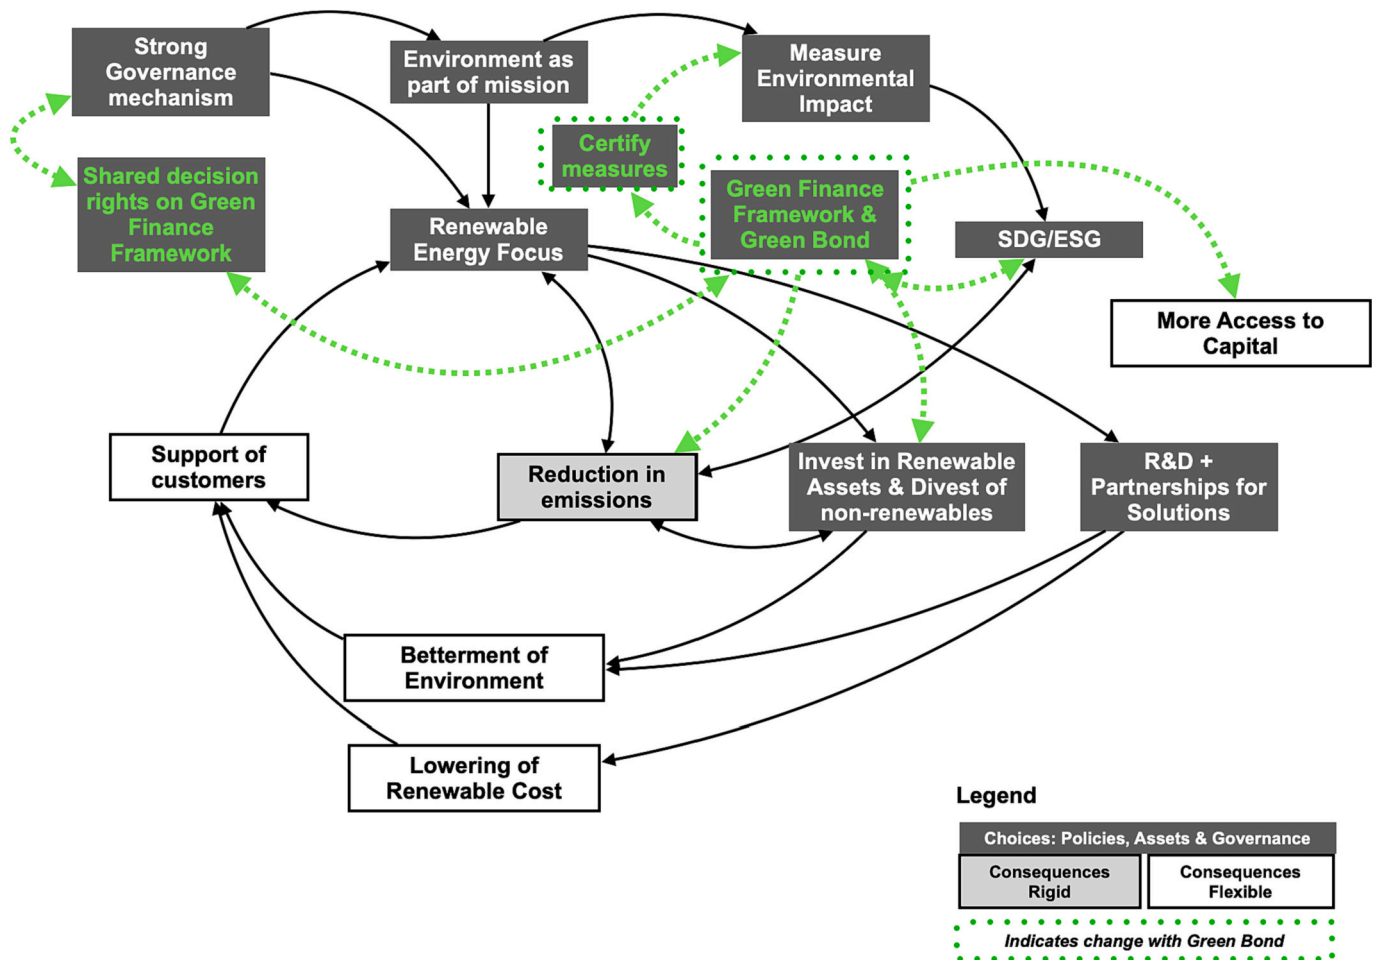 Strong
Governance
mechanism
Environment as
part of mission
Measure
Environmental
Impact
Certify
measures
Shared decision
rights on Green
Finance
Framework
Green Finance
Framework &
Green Bond
Renewable
Energy Focus
SDG/ESG
More Access to
Capital
Support of
customers
Reduction in
emissions
Invest in Renewable
Assets & Divest of
non-renewables
R&D +
Partnerships for
Solutions
Betterment of
Environment
Lowering of
Renewable Cost
Legend
Choices: Policies, Assets & Governance
Consequences
Rigid
Consequences
Flexible
Indicates change with Green Bond